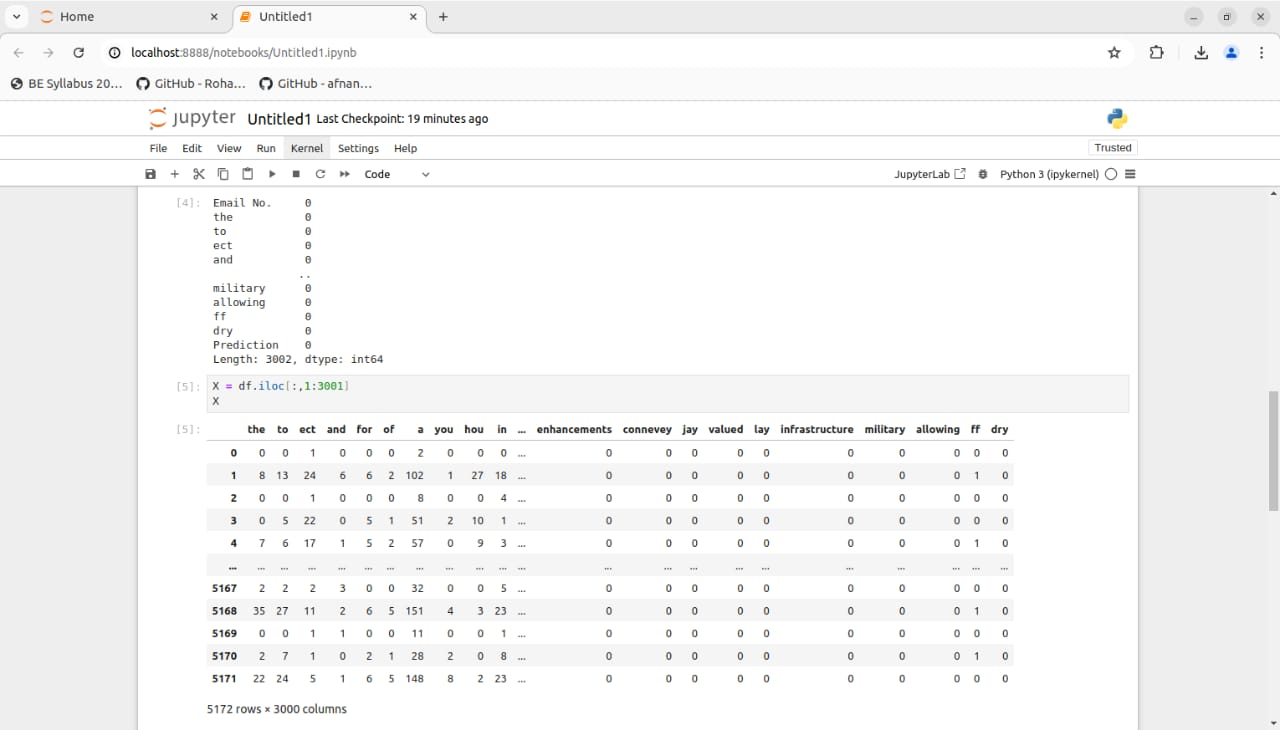 Home
Untitled1
localhost:8888/notebooks/Untitled1.ipynb
BE Syllabus 20... GitHub - Roha... GitHub - afnan...
jupyter Untitled1 Last Checkpoint: 19 minutes ago
File Edit View Run Kernel Settings Help Trusted
Code JupyterLab Python 3 (ipykernel)
[4]: Email No. 0
the 0
to 0
ect 0
and 0
..
military 0
allowing 0
ff 0
dry 0
Prediction 0
Length: 3002, dtype: int64
[5]: X = df.iloc[:,1:3001]
X
[5]: the to ect and for of a you hou in ... enhancements connevey jay valued lay infrastructure military allowing ff dry
0 0 0 1 0 0 0 2 0 0 0 ... 0 0 0 0 0 0 0 0 0 0
1 8 13 24 6 6 2 102 1 27 18 ... 0 0 0 0 0 0 0 0 1 0
2 0 0 1 0 0 0 8 0 0 4 ... 0 0 0 0 0 0 0 0 0 0
3 0 5 22 0 5 1 51 2 10 1 ... 0 0 0 0 0 0 0 0 0 0
4 7 6 17 1 5 2 57 0 9 3 ... 0 0 0 0 0 0 0 0 1 0
... ... ... ... ... ... ... ... ... ... ... ... ... ... ... ... ... ... ... ... ... ...
5167 2 2 2 3 0 0 32 0 0 5 ... 0 0 0 0 0 0 0 0 0 0
5168 35 27 11 2 6 5 151 4 3 23 ... 0 0 0 0 0 0 0 0 1 0
5169 0 0 1 1 0 0 11 0 0 1 ... 0 0 0 0 0 0 0 0 0 0
5170 2 7 1 0 2 1 28 2 0 8 ... 0 0 0 0 0 0 0 0 1 0
5171 22 24 5 1 6 5 148 8 2 23 ... 0 0 0 0 0 0 0 0 0 0
5172 rows × 3000 columns